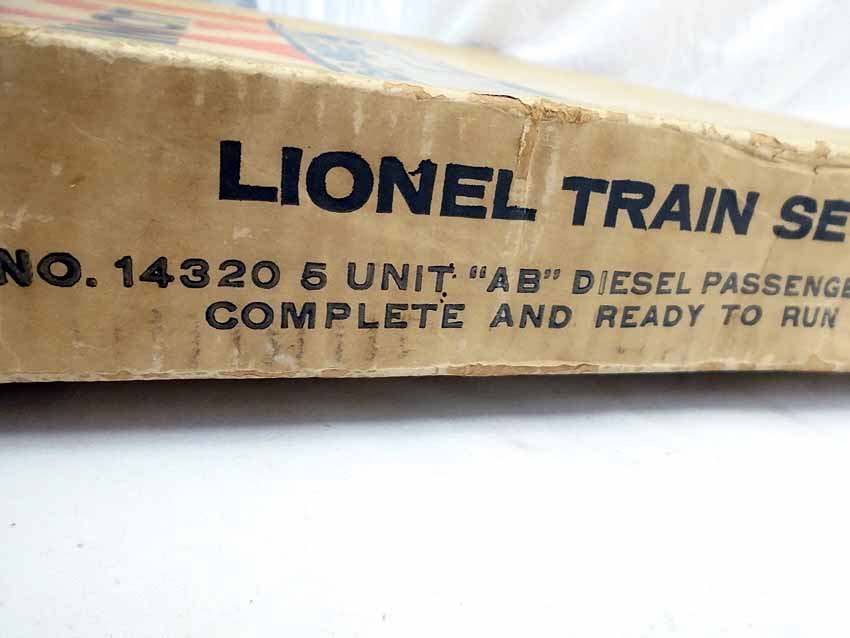 LIONEL TRAIN SE
NO. 14320 5 UNIT "AB" DIESEL PASSENGE
COMPLETE AND READY TO RUN